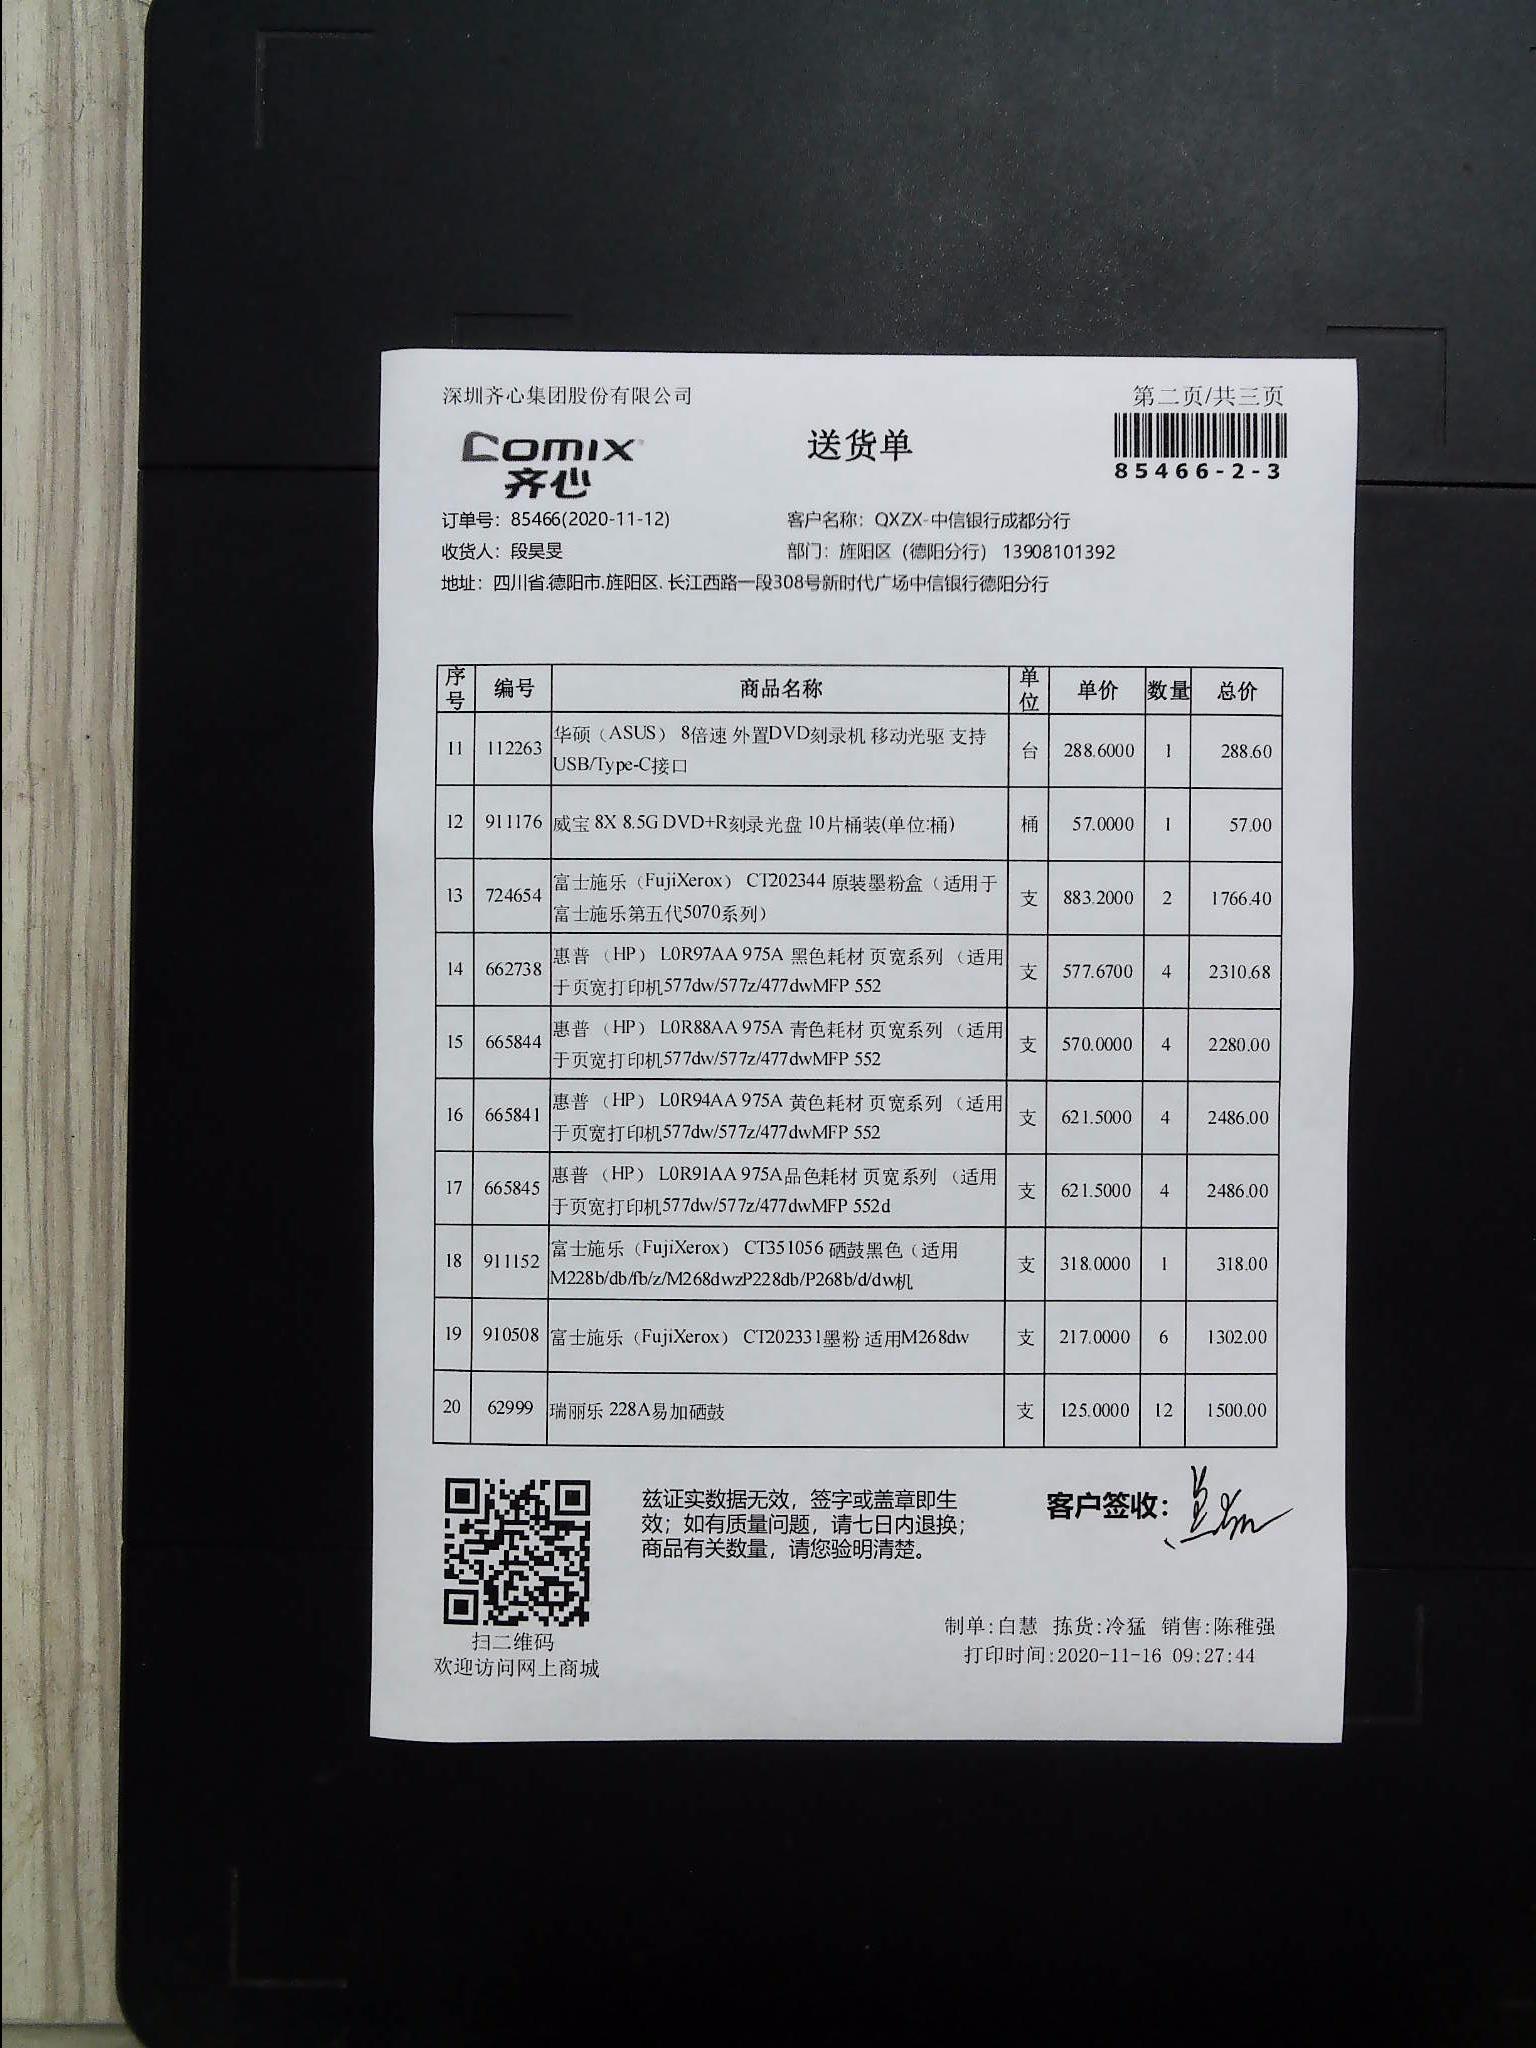 深圳齐心集团股份有限公司
第二页/共三页
COMIX
齐心
送货单
85466-2-3
订单号：85466(2020-11-12)
客户名称：QXZX-中信银行成都分行
收货人：段昊旻
部门：旌阳区（德阳分行） 13908101392
地址：四川省.德阳市.旌阳区. 长江西路一段308号新时代广场中信银行德阳分行
序号 编号 商品名称 单位 单价 数量 总价
11 112263 华硕（ASUS） 8倍速 外置DVD刻录机 移动光驱 支持 台 288.6000 1 288.60
USB/Type-C接口
12 911176 威宝 8X 8.5G DVD+R刻录光盘 10片桶装(单位:桶) 桶 57.0000 1 57.00
13 724654 富士施乐（FujiXerox） CT202344 原装墨粉盒（适用于 支 883.2000 2 1766.40
富士施乐第五代5070系列）
14 662738 惠普 （HP） L0R97AA 975A 黑色耗材 页宽系列 （适用 支 577.6700 4 2310.68
于页宽打印机577dw/577z/477dwMFP 552
15 665844 惠普 （HP） L0R88AA 975A 青色耗材 页宽系列 （适用 支 570.0000 4 2280.00
于页宽打印机577dw/577z/477dwMFP 552
16 665841 惠普 （HP） L0R94AA 975A 黄色耗材 页宽系列 （适用 支 621.5000 4 2486.00
于页宽打印机577dw/577z/477dwMFP 552
17 665845 惠普 （HP） L0R91AA 975A品色耗材 页宽系列 （适用 支 621.5000 4 2486.00
于页宽打印机577dw/577z/477dwMFP 552d
18 911152 富士施乐（FujiXerox） CT351056 硒鼓黑色（适用 支 318.0000 1 318.00
M228b/db/fb/z/M268dwzP228db/P268b/d/dw机
19 910508 富士施乐（FujiXerox） CT202331墨粉 适用M268dw 支 217.0000 6 1302.00
20 62999 瑞丽乐 228A易加硒鼓 支 125.0000 12 1500.00
兹证实数据无效，签字或盖章即生
效；如有质量问题，请七日内退换；
商品有关数量，请您验明清楚。
客户签收：
扫二维码
欢迎访问网上商城
制单:白慧 拣货:冷猛 销售:陈稚强
打印时间:2020-11-16 09:27:44